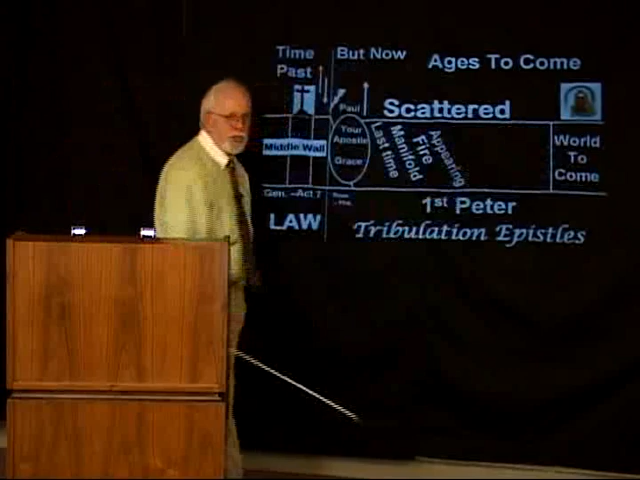 Time
Past
But Now
Ages To Come
Paul
Scattered
Your
Apostle
Grace
Middle Wall
Last time
Manifold
Fire
Appearing
World
To
Come
Gen. –Act 7
LAW
1st Peter
Tribulation Epistles